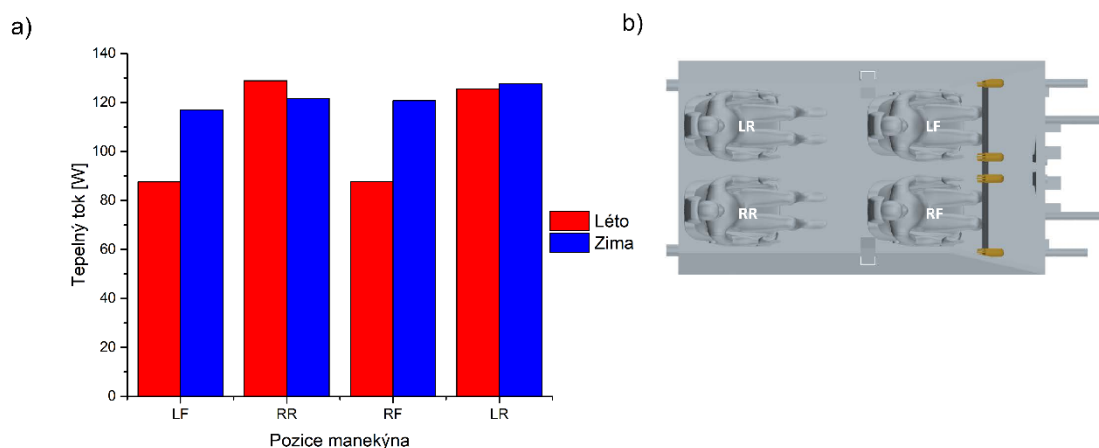 a)
Tepelný tok [W]
140
120
100
80
60
40
20
0
LF
RR
RF
LR
Pozice manekýna
Léto
Zima
b)
LR
LF
RR
RF